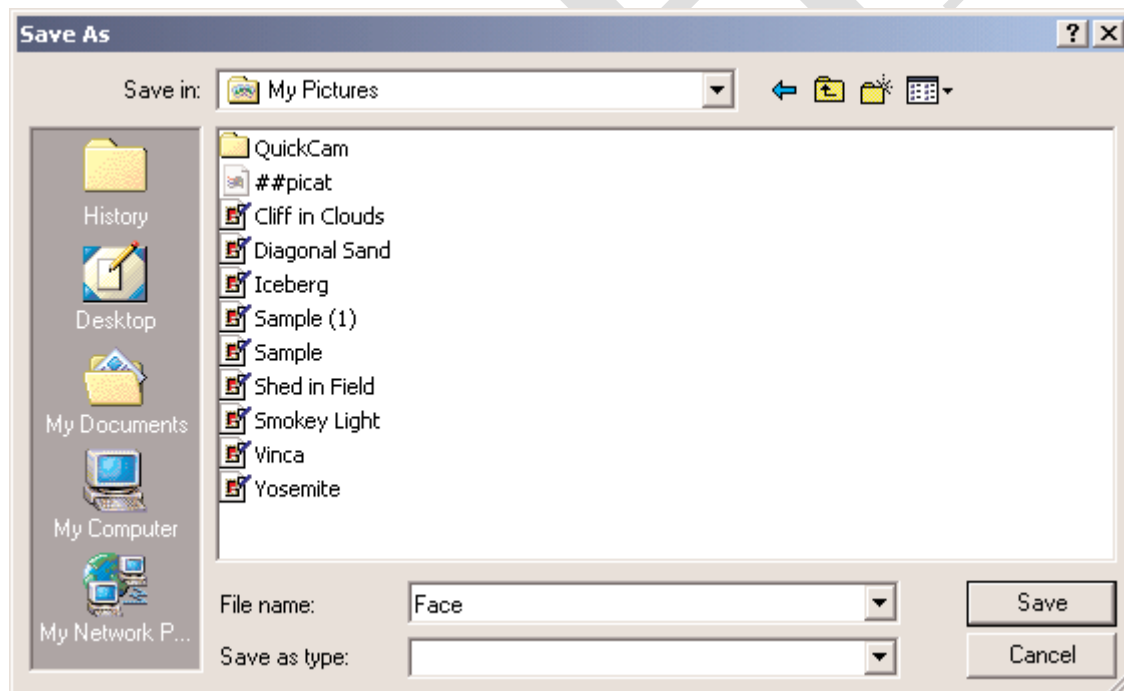 Save As
Save in: My Pictures
History
Desktop
My Documents
My Computer
My Network P...
QuickCam
##picat
Cliff in Clouds
Diagonal Sand
Iceberg
Sample (1)
Sample
Shed in Field
Smokey Light
Vinca
Yosemite
File name: Face Save
Save as type: Cancel